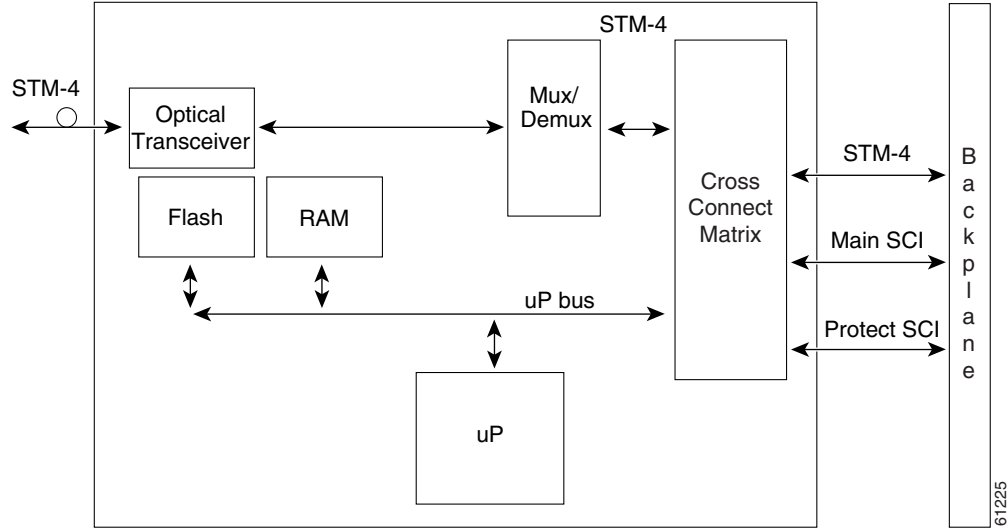 STM-4
STM-4
Optical
Transceiver
Mux/
Demux
Cross
Connect
Matrix
STM-4
Main SCI
Protect SCI
Backplane
Flash
RAM
uP bus
uP
61225